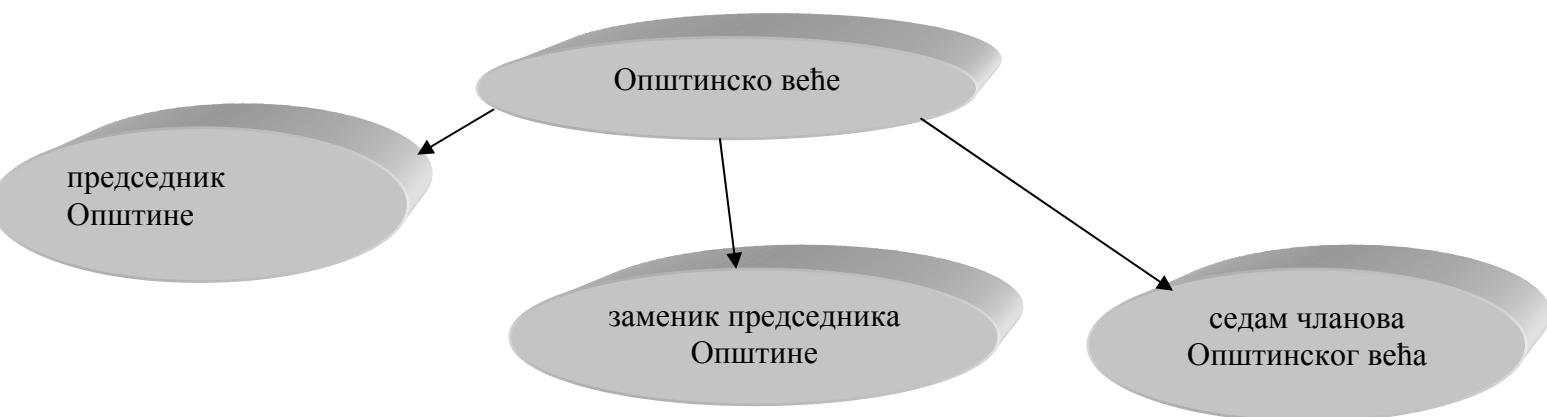 Општинско веће
председник
Општине
заменик председника
Општине
седам чланова
Општинског већа